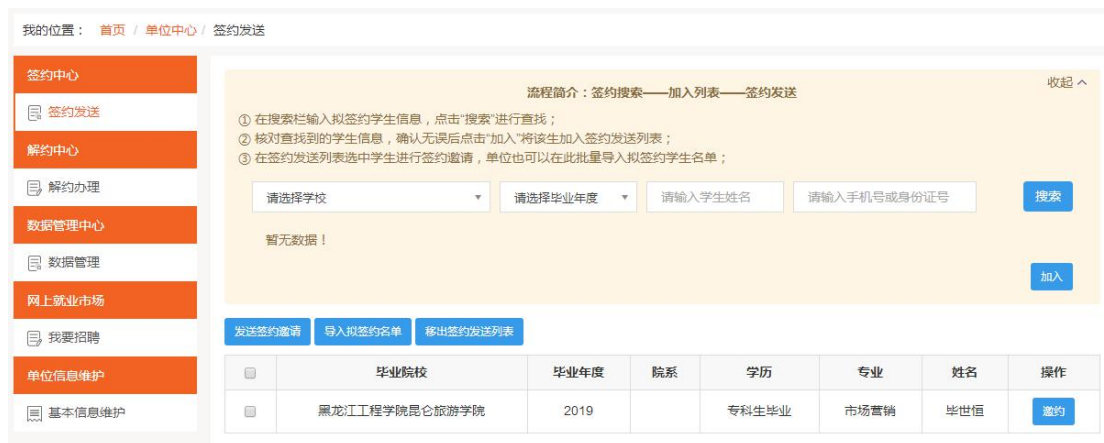 我的位置： 首页 / 单位中心 / 签约发送
签约中心
签约发送
解约中心
解约办理
数据管理中心
数据管理
网上就业市场
我要招聘
单位信息维护
基本信息维护
收起
流程简介：签约搜索——加入列表——签约发送
① 在搜索栏输入拟签约学生信息，点击“搜索”进行查找；
② 核对查找到的学生信息，确认无误后点击“加入”将该生加入签约发送列表；
③ 在签约发送列表选中学生进行签约邀请，单位也可以在此批量导入拟签约学生名单；
请选择学校 请选择毕业年度 请输入学生姓名 请输入手机号或身份证号 搜索
暂无数据！
加入
发送签约邀请 导入拟签约名单 移出签约发送列表
毕业院校 毕业年度 院系 学历 专业 姓名 操作
黑龙江工程学院昆仑旅游学院 2019 专科生毕业 市场营销 毕世恒 邀约